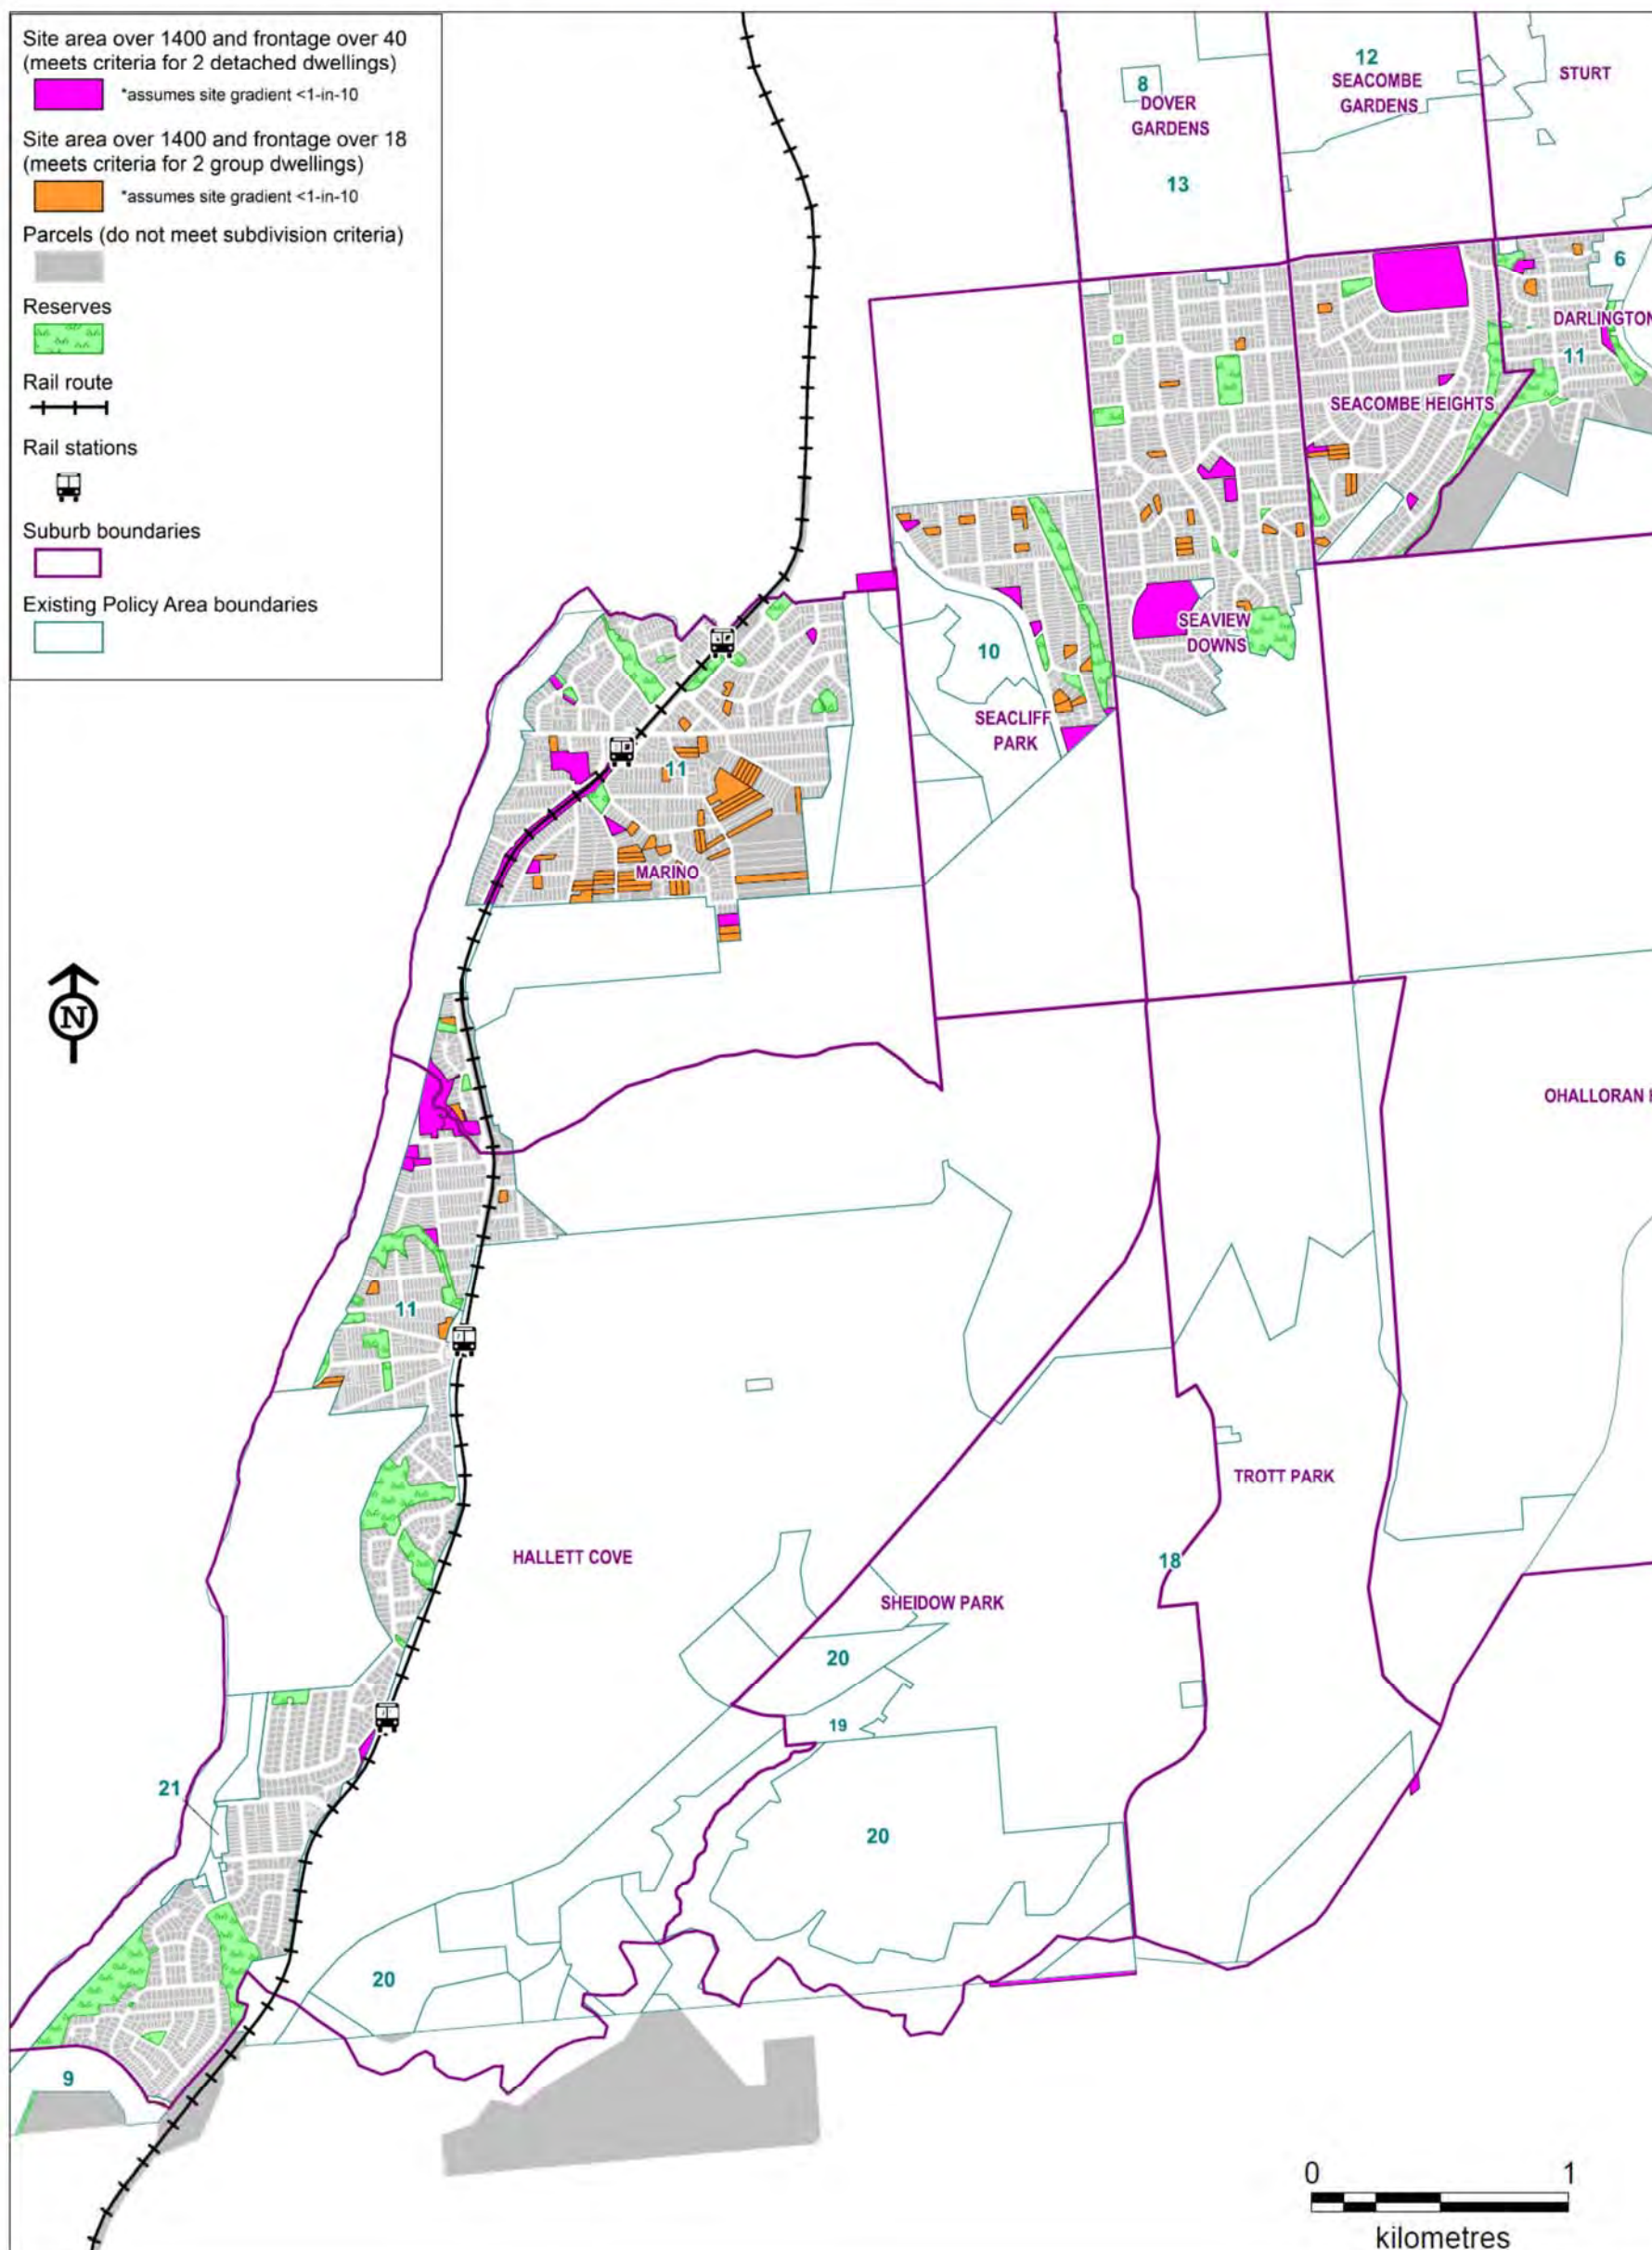 Site area over 1400 and frontage over 40
(meets criteria for 2 detached dwellings)
*assumes site gradient <1-in-10
Site area over 1400 and frontage over 18
(meets criteria for 2 group dwellings)
*assumes site gradient <1-in-10
Parcels (do not meet subdivision criteria)
Reserves
Rail route
Rail stations
Suburb boundaries
Existing Policy Area boundaries
12
SEACOMBE
GARDENS
STURT
8
DOVER
GARDENS
13
6
DARLINGTON
11
SEACOMBE HEIGHTS
SEAVIEW
DOWNS
10
SEACLIFF
PARK
11
MARINO
N
OHALLORAN
11
TROTT PARK
HALLETT COVE
18
SHEIDOW PARK
20
19
21
20
20
9
0 1
kilometres